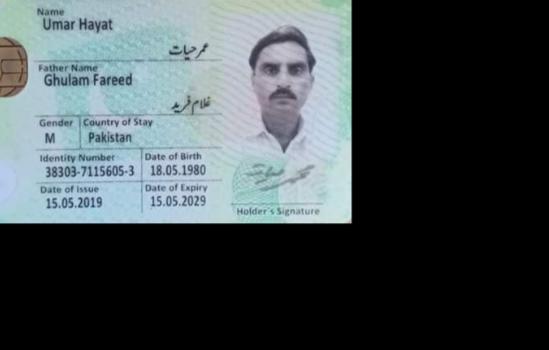 Name
Umar Hayat
عمر حیات
Father Name
Ghulam Fareed
غلام فرید
Gender Country of Stay
M Pakistan
Identity Number Date of Birth
38303-7115605-3 18.05.1980
Date of Issue Date of Expiry
15.05.2019 15.05.2029
Holder's Signature